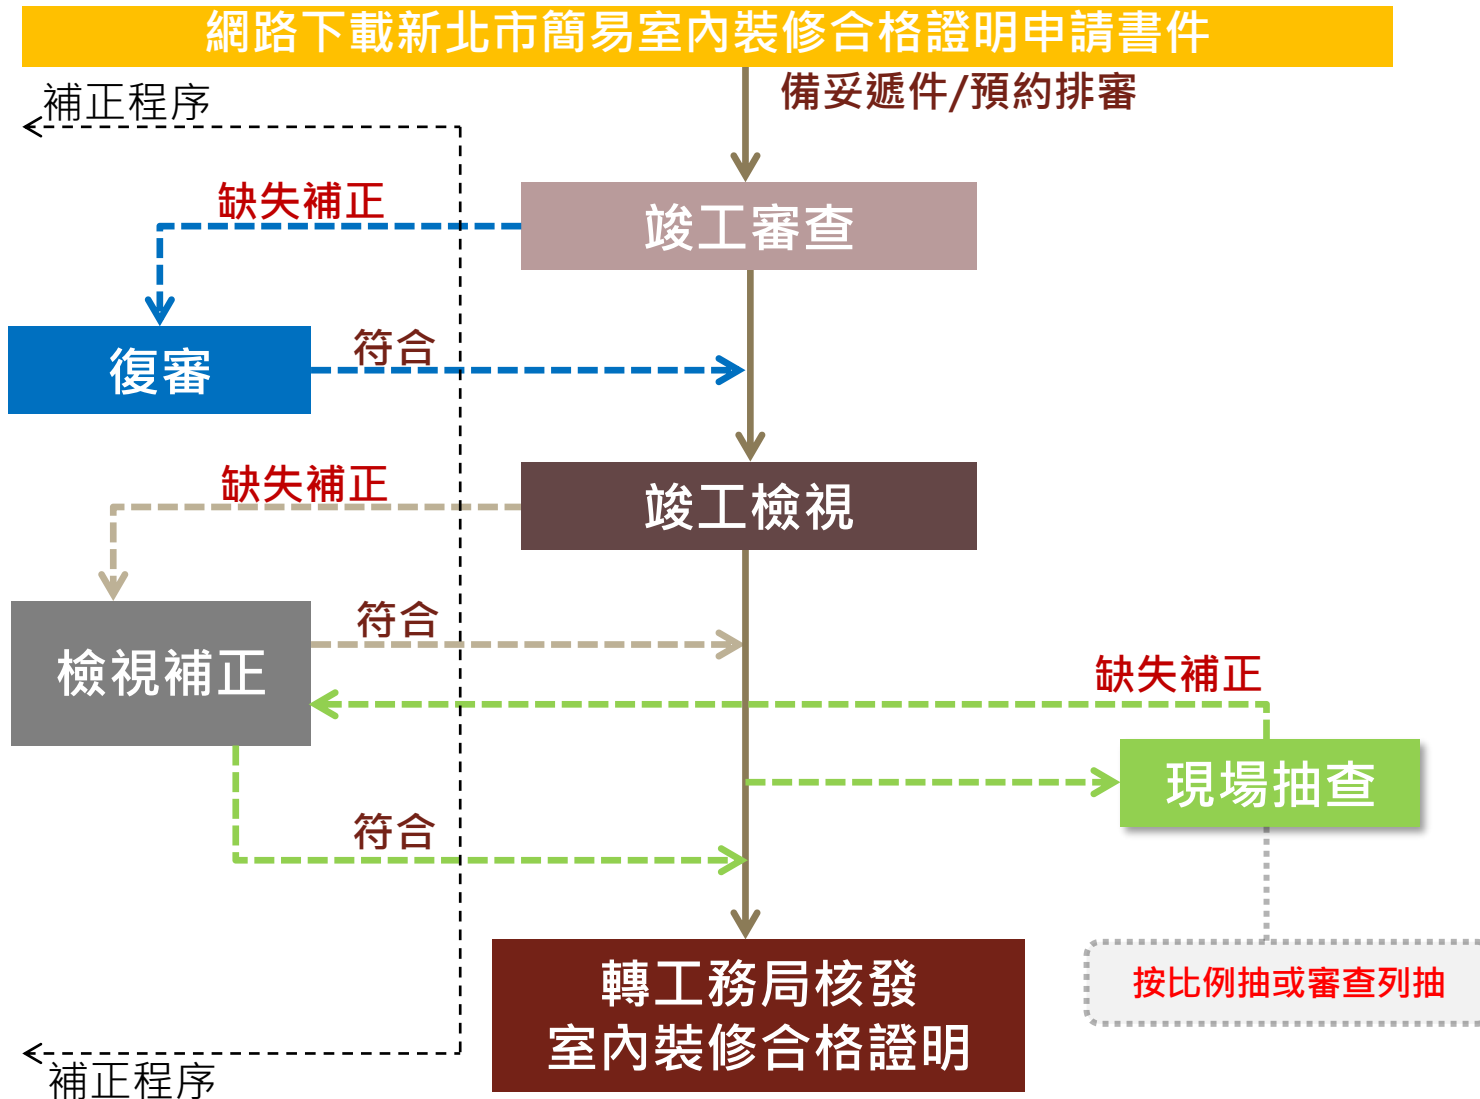 網路下載新北市簡易室內裝修合格證明申請書件
備妥遞件/預約排審
補正程序
缺失補正
竣工審查
復審
符合
缺失補正
竣工檢視
符合
檢視補正
缺失補正
現場抽查
符合
轉工務局核發
室內裝修合格證明
按比例抽或審查列抽
補正程序